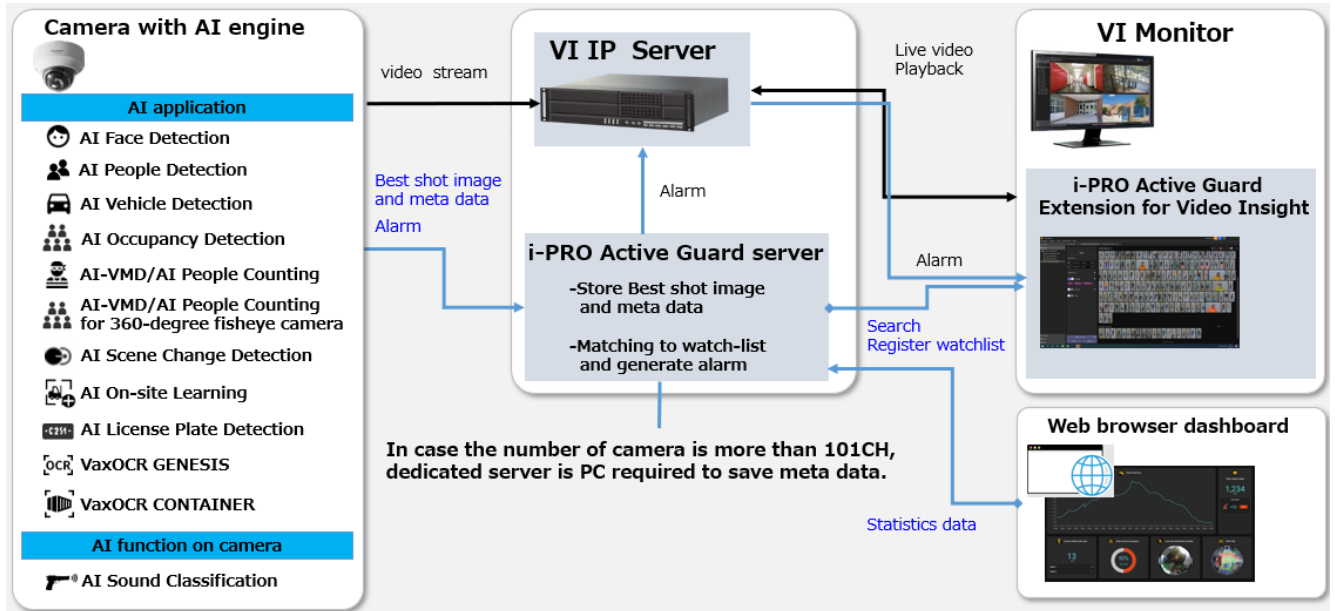 Camera with AI engine
AI application
AI Face Detection
AI People Detection
AI Vehicle Detection
AI Occupancy Detection
AI-VMD/AI People Counting
AI-VMD/AI People Counting
for 360-degree fisheye camera
AI Scene Change Detection
AI On-site Learning
AI License Plate Detection
OCR
VaxOCR GENESIS
VaxOCR CONTAINER
AI function on camera
AI Sound Classification
video stream
Best shot image
and meta data
Alarm
VI IP Server
Alarm
i-PRO Active Guard server
-Store Best shot image
and meta data
-Matching to watch-list
and generate alarm
In case the number of camera is more than 101CH,
dedicated server is PC required to save meta data.
Live video
Playback
Alarm
Search
Register watchlist
Statistics data
VI Monitor
i-PRO Active Guard
Extension for Video Insight
Web browser dashboard
1,234
13
50%